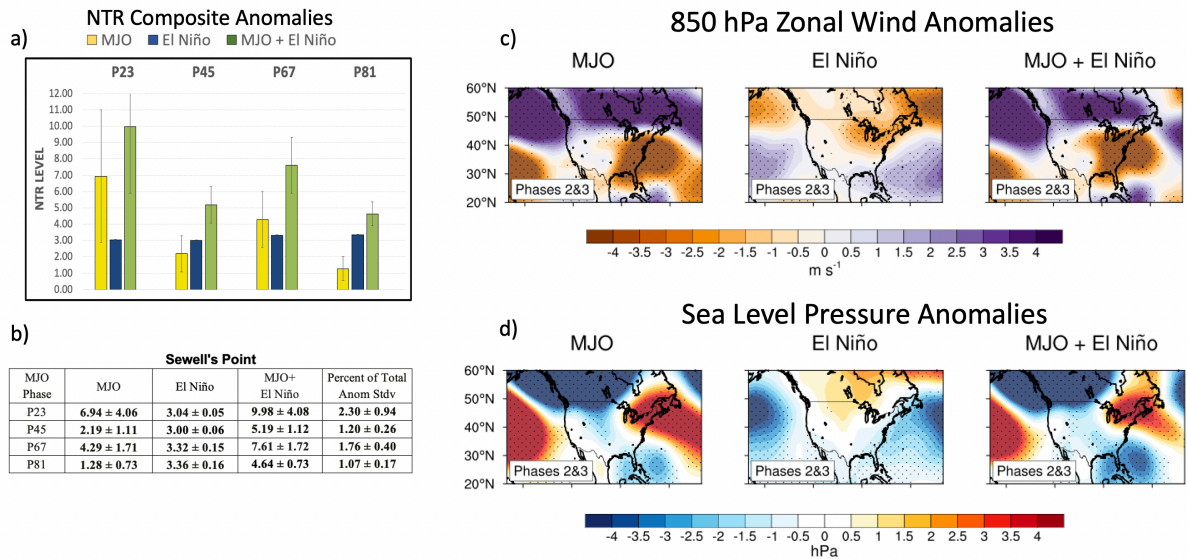 NTR Composite Anomalies
a)
MJO El Niño MJO + El Niño
P23 P45 P67 P81
12.00
11.00
10.00
9.00
8.00
7.00
6.00
5.00
4.00
3.00
2.00
1.00
0.00
NTR LEVEL
b)
Sewell's Point
MJO Phase MJO El Niño MJO+ El Niño Percent of Total Anom Stdv
P23 6.94 ± 4.06 3.04 ± 0.05 9.98 ± 4.08 2.30 ± 0.94
P45 2.19 ± 1.11 3.00 ± 0.06 5.19 ± 1.12 1.20 ± 0.26
P67 4.29 ± 1.71 3.32 ± 0.15 7.61 ± 1.72 1.76 ± 0.40
P81 1.28 ± 0.73 3.36 ± 0.16 4.64 ± 0.73 1.07 ± 0.17
c)
850 hPa Zonal Wind Anomalies
MJO El Niño MJO + El Niño
60°N
50°N
40°N
30°N
20°N
Phases 2&3 Phases 2&3 Phases 2&3
-4 -3.5 -3 -2.5 -2 -1.5 -1 -0.5 0 0.5 1 1.5 2 2.5 3 3.5 4
m s⁻¹
d)
Sea Level Pressure Anomalies
MJO El Niño MJO + El Niño
60°N
50°N
40°N
30°N
20°N
Phases 2&3 Phases 2&3 Phases 2&3
-4 -3.5 -3 -2.5 -2 -1.5 -1 -0.5 0 0.5 1 1.5 2 2.5 3 3.5 4
hPa